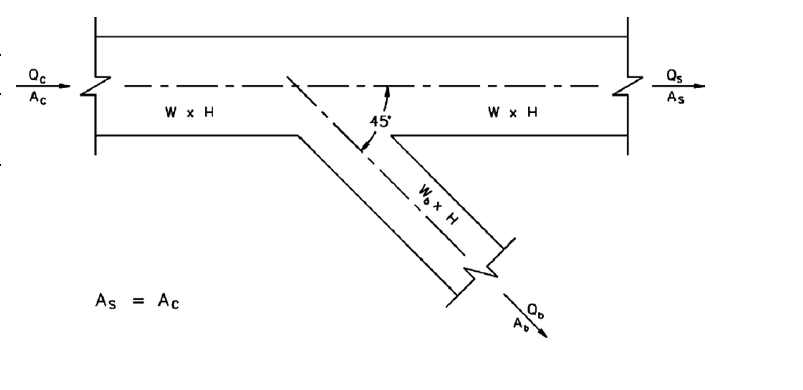 Qc
Ac
W x H
45°
W x H
Qs
As
Wb x H
As = Ac
Qb
Ab